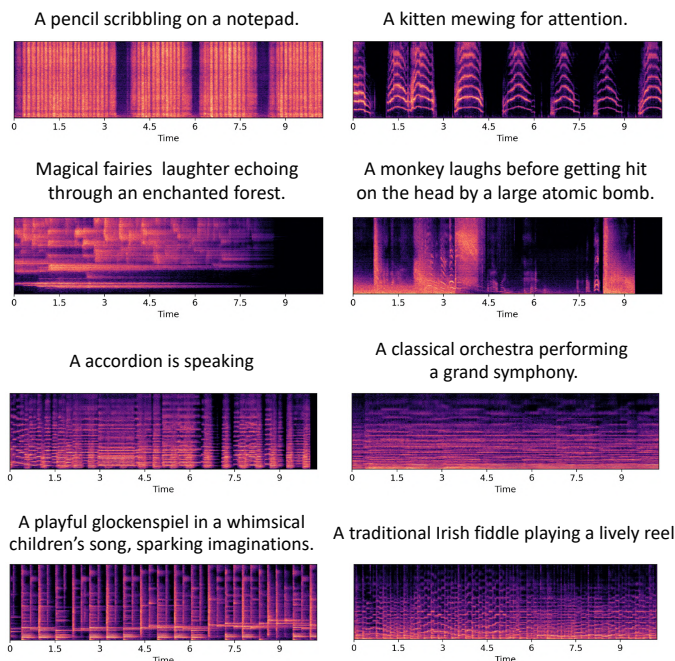 A pencil scribbling on a notepad.
A kitten mewing for attention.
0 1.5 3 4.5 6 7.5 9
Time
0 1.5 3 4.5 6 7.5 9
Time
Magical fairies laughter echoing
through an enchanted forest.
A monkey laughs before getting hit
on the head by a large atomic bomb.
0 1.5 3 4.5 6 7.5 9
Time
0 1.5 3 4.5 6 7.5 9
Time
A accordion is speaking
A classical orchestra performing
a grand symphony.
0 1.5 3 4.5 6 7.5 9
Time
0 1.5 3 4.5 6 7.5 9
Time
A playful glockenspiel in a whimsical
children's song, sparking imaginations.
A traditional Irish fiddle playing a lively reel
0 1.5 3 4.5 6 7.5 9
Time
0 1.5 3 4.5 6 7.5 9
Time